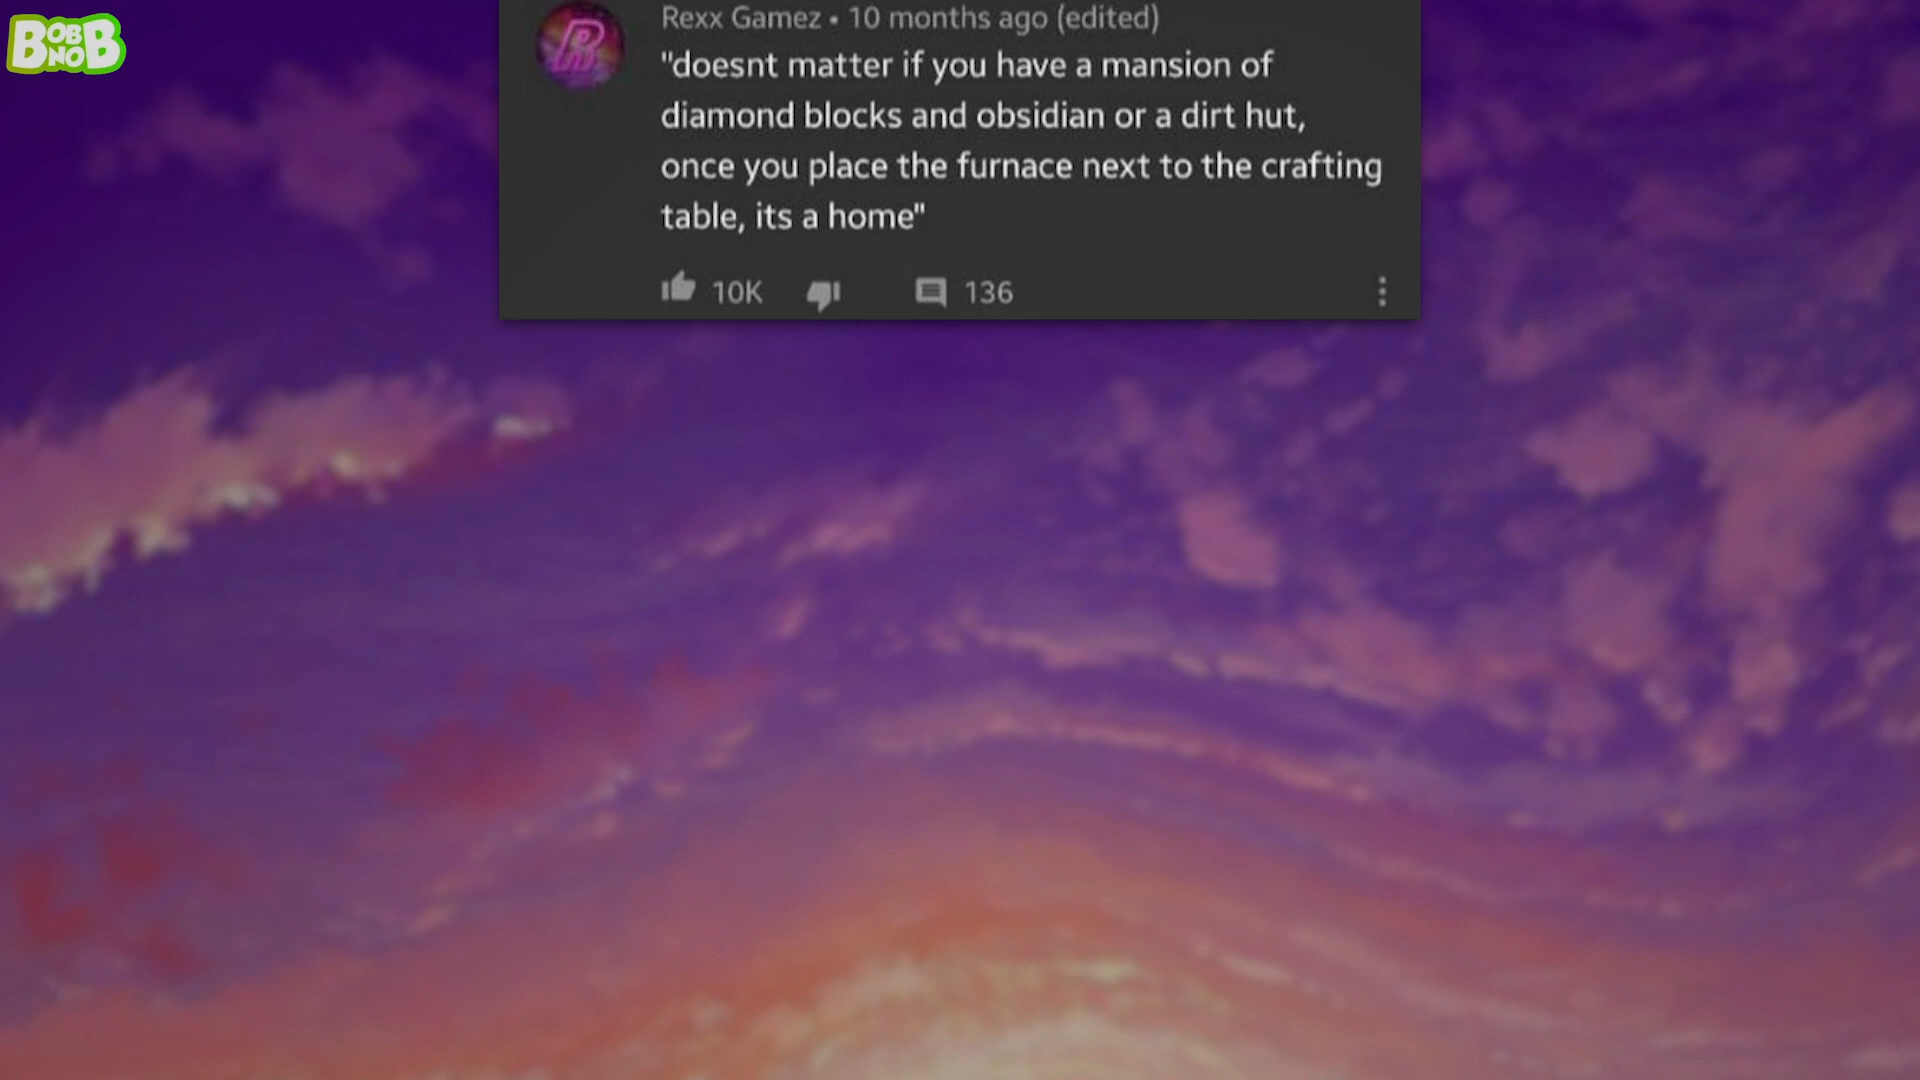 BOB
NOB
Rexx Gamez • 10 months ago (edited)
"doesnt matter if you have a mansion of
diamond blocks and obsidian or a dirt hut,
once you place the furnace next to the crafting
table, its a home"
10K 136